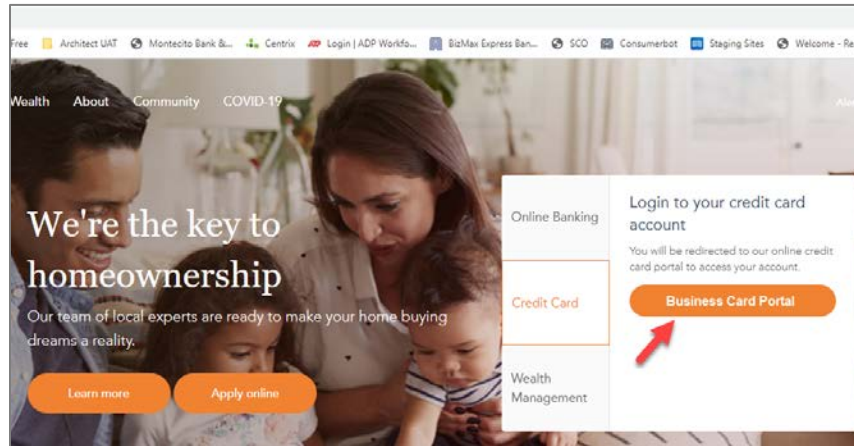 Free Architect UAT Montecito Bank &... Centrix Login | ADP Workfo... BizMax Express Ban... SCO Consumerbot Staging Sites Welcome - Re
Wealth About Community COVID-19
We're the key to
homeownership
Our team of local experts are ready to make your home buying
dreams a reality.
Learn more Apply online
Online Banking
Credit Card
Wealth
Management
Login to your credit card
account
You will be redirected to our online credit
card portal to access your account.
Business Card Portal